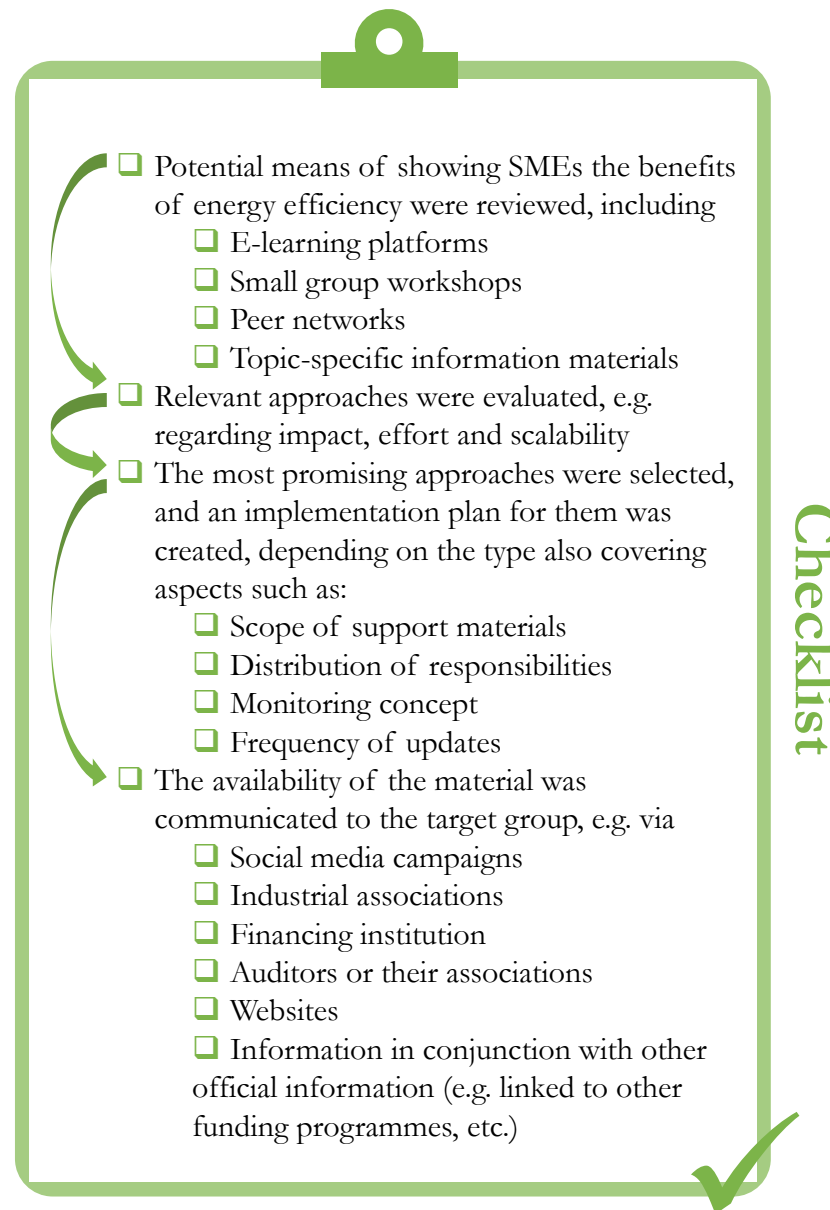 ❑ Potential means of showing SMEs the benefits
of energy efficiency were reviewed, including
❑ E-learning platforms
❑ Small group workshops
❑ Peer networks
❑ Topic-specific information materials
❑ Relevant approaches were evaluated, e.g.
regarding impact, effort and scalability
❑ The most promising approaches were selected,
and an implementation plan for them was
created, depending on the type also covering
aspects such as:
❑ Scope of support materials
❑ Distribution of responsibilities
❑ Monitoring concept
❑ Frequency of updates
❑ The availability of the material was
communicated to the target group, e.g. via
❑ Social media campaigns
❑ Industrial associations
❑ Financing institution
❑ Auditors or their associations
❑ Websites
❑ Information in conjunction with other
official information (e.g. linked to other
funding programmes, etc.)
Checklist